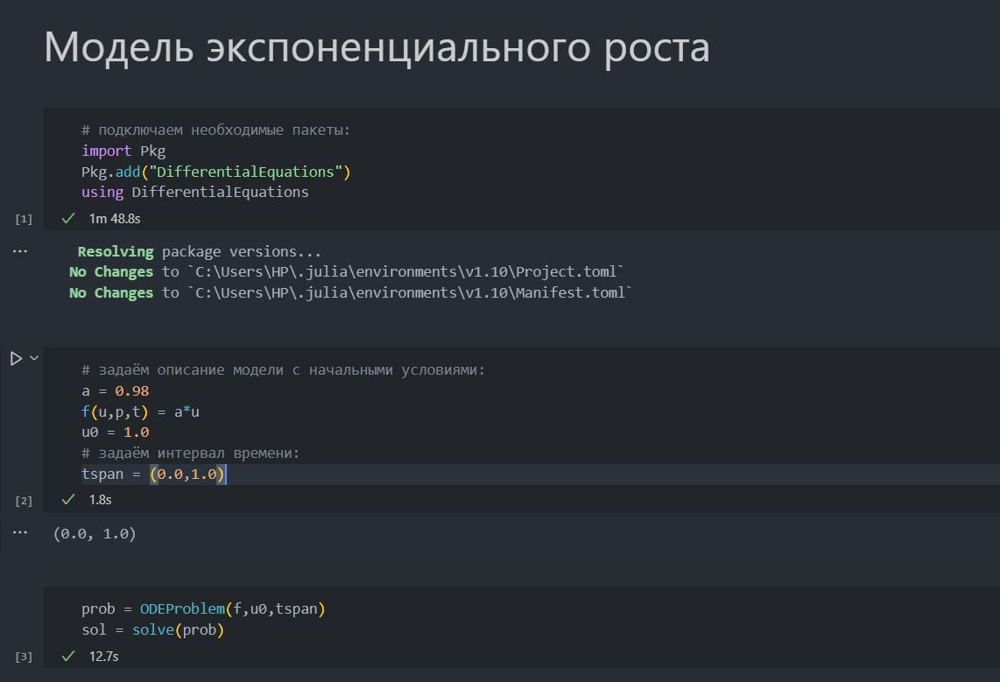 Модель экспоненциального роста
# подключаем необходимые пакеты:
import Pkg
Pkg.add("DifferentialEquations")
using DifferentialEquations
[1]
1m 48.8s
Resolving package versions...
No Changes to `C:\Users\HP\.julia\environments\v1.10\Project.toml`
No Changes to `C:\Users\HP\.julia\environments\v1.10\Manifest.toml`
# задаём описание модели с начальными условиями:
a = 0.98
f(u,p,t) = a*u
u0 = 1.0
# задаём интервал времени:
tspan = (0.0,1.0)
[2]
1.8s
(0.0, 1.0)
prob = ODEProblem(f,u0,tspan)
sol = solve(prob)
[3]
12.7s